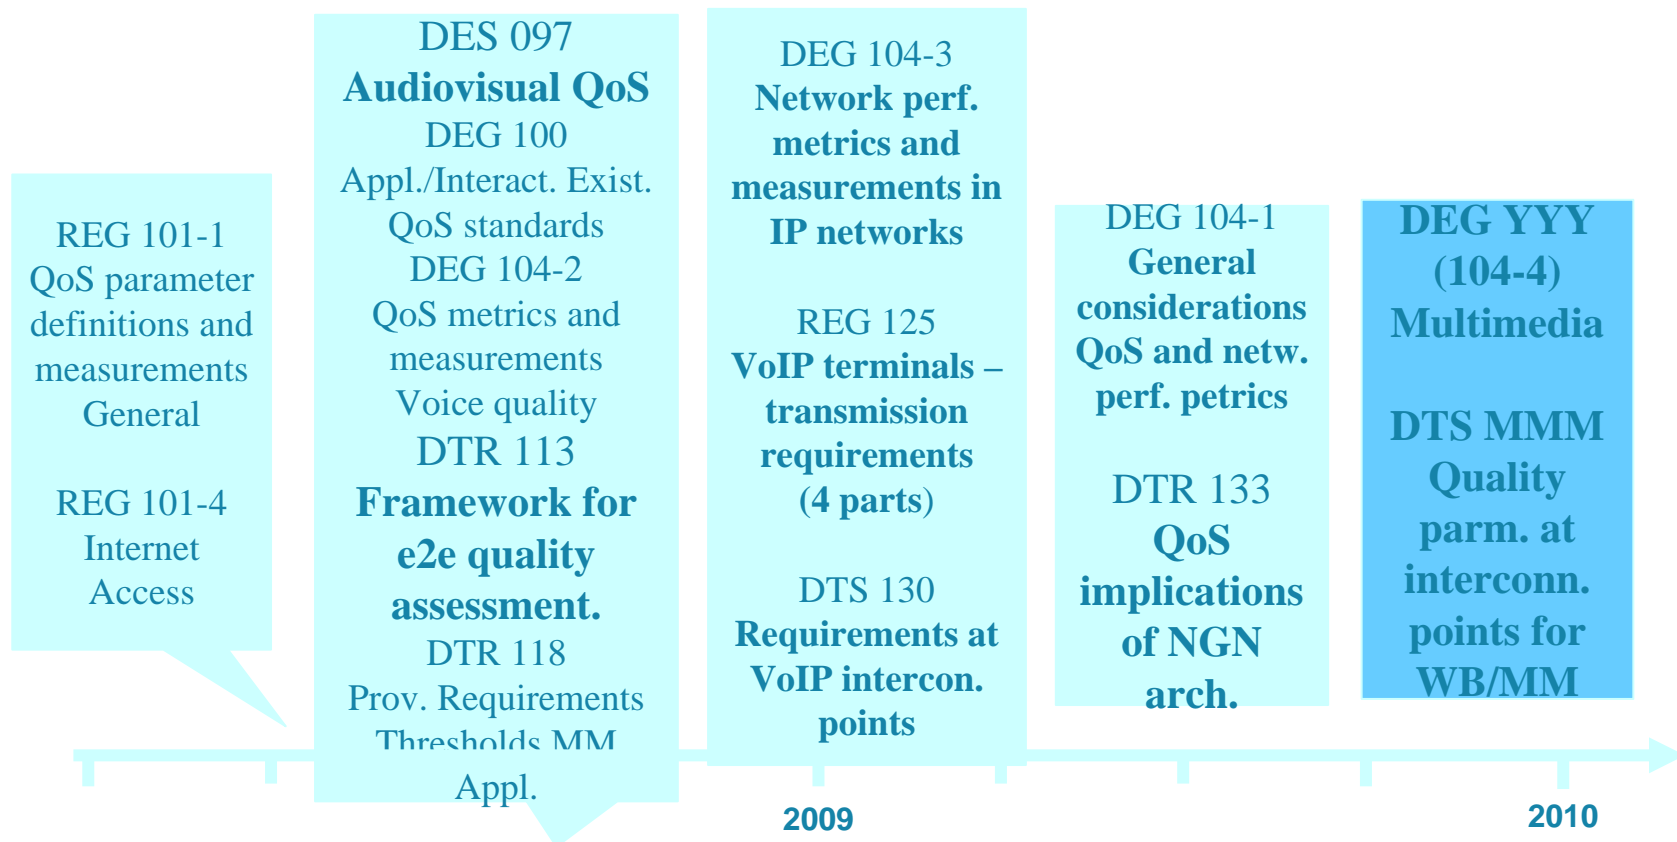 REG 101-1
QoS parameter
definitions and
measurements
General
REG 101-4
Internet
Access
DES 097
Audiovisual QoS
DEG 100
Appl./Interact. Exist.
QoS standards
DEG 104-2
QoS metrics and
measurements
Voice quality
DTR 113
Framework for
e2e quality
assessment.
DTR 118
Prov. Requirements
Thresholds MM
Appl.
DEG 104-3
Network perf.
metrics and
measurements in
IP networks
REG 125
VoIP terminals –
transmission
requirements
(4 parts)
DTS 130
Requirements at
VoIP intercon.
points
DEG 104-1
General
considerations
QoS and netw.
perf. petrics
DTR 133
QoS
implications
of NGN
arch.
DEG YYY
(104-4)
Multimedia
DTS MMM
Quality
parm. at
interconn.
points for
WB/MM
2009
2010